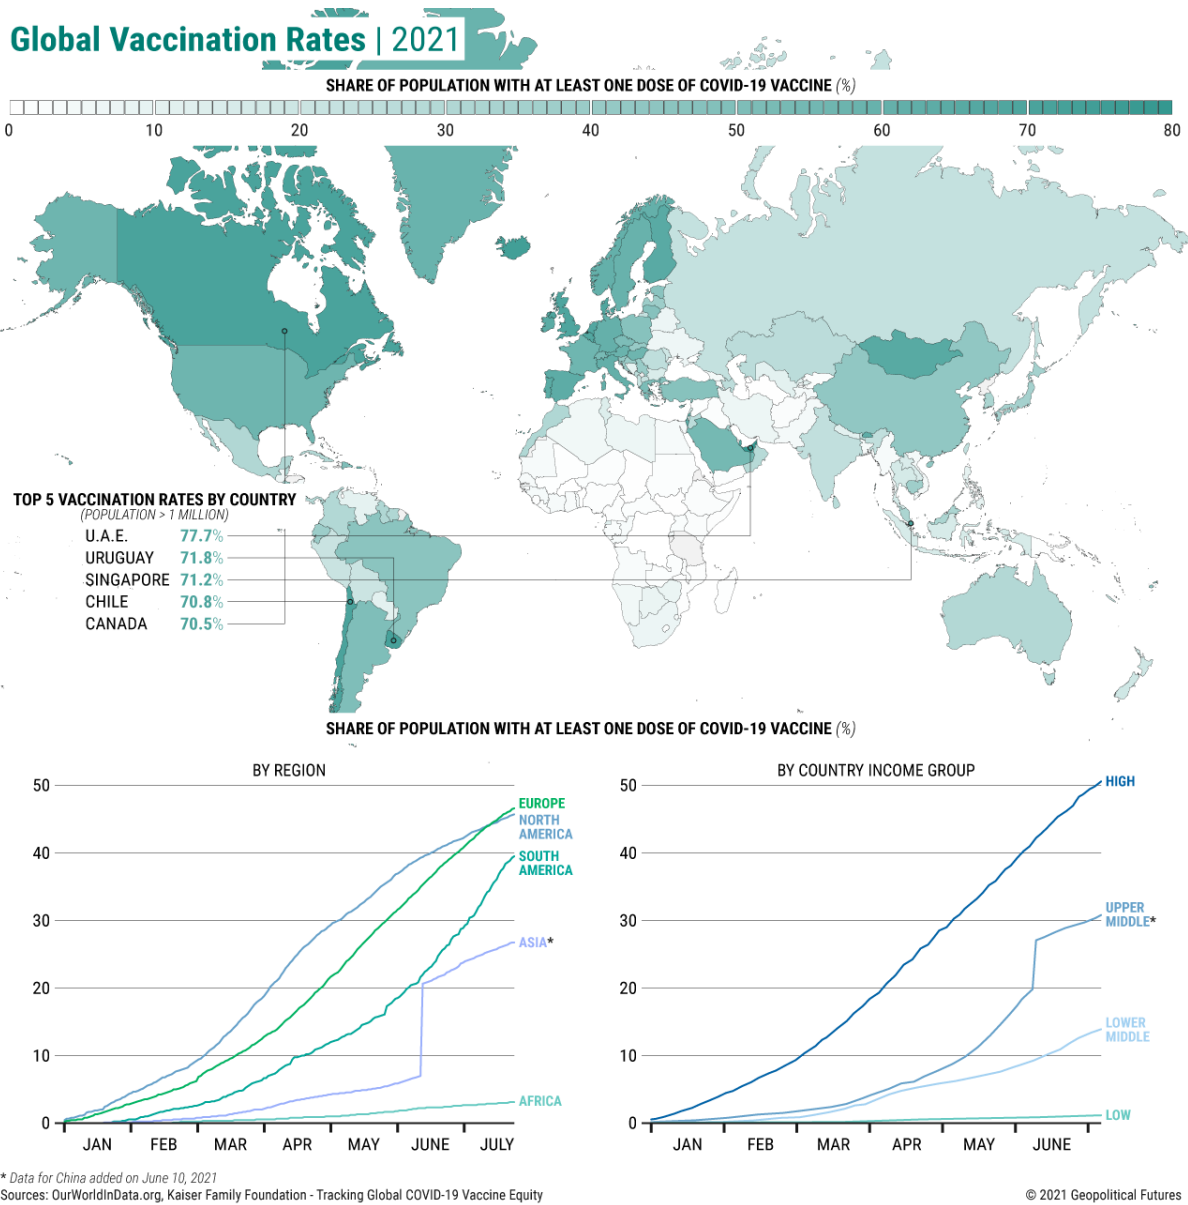 Global Vaccination Rates | 2021
SHARE OF POPULATION WITH AT LEAST ONE DOSE OF COVID-19 VACCINE (%)
0 10 20 30 40 50 60 70 80
TOP 5 VACCINATION RATES BY COUNTRY
(POPULATION > 1 MILLION)
U.A.E. 77.7%
URUGUAY 71.8%
SINGAPORE 71.2%
CHILE 70.8%
CANADA 70.5%
SHARE OF POPULATION WITH AT LEAST ONE DOSE OF COVID-19 VACCINE (%)
BY REGION
50
40
30
20
10
0
EUROPE
NORTH
AMERICA
SOUTH
AMERICA
ASIA*
AFRICA
JAN FEB MAR APR MAY JUNE JULY
BY COUNTRY INCOME GROUP
50
40
30
20
10
0
HIGH
UPPER
MIDDLE*
LOWER
MIDDLE
LOW
JAN FEB MAR APR MAY JUNE
* Data for China added on June 10, 2021
Sources: OurWorldInData.org, Kaiser Family Foundation - Tracking Global COVID-19 Vaccine Equity
© 2021 Geopolitical Futures